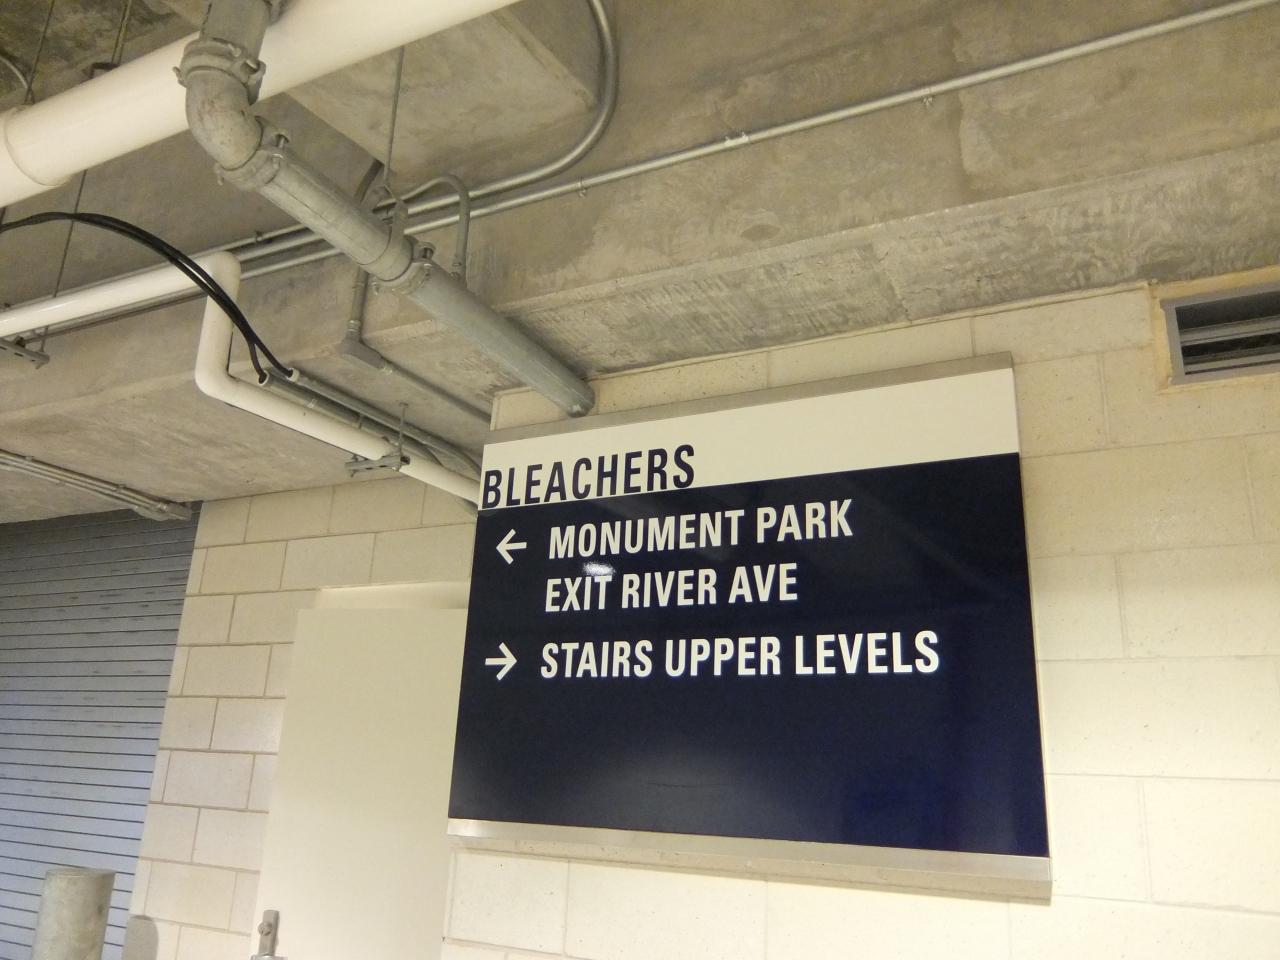 BLEACHERS
← MONUMENT PARK
EXIT RIVER AVE
→ STAIRS UPPER LEVELS